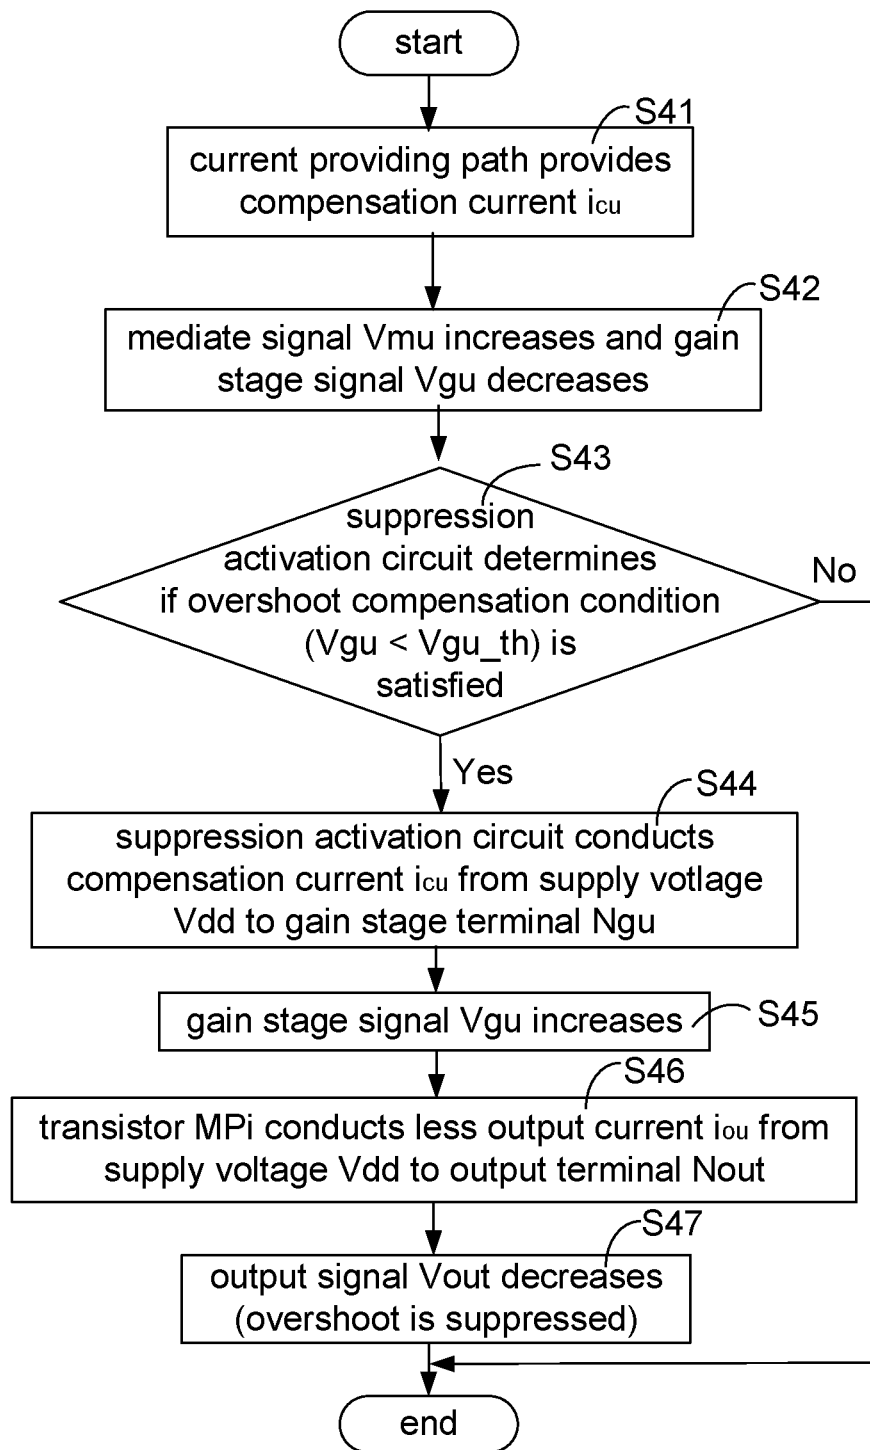 start
S41
current providing path provides
compensation current icu
S42
mediate signal Vmu increases and gain
stage signal Vgu decreases
S43
suppression
activation circuit determines
if overshoot compensation condition
(Vgu < Vgu_th) is
satisfied
No
Yes
S44
suppression activation circuit conducts
compensation current icu from supply votlage
Vdd to gain stage terminal Ngu
gain stage signal Vgu increases
S45
S46
transistor MPi conducts less output current iou from
supply voltage Vdd to output terminal Nout
S47
output signal Vout decreases
(overshoot is suppressed)
end